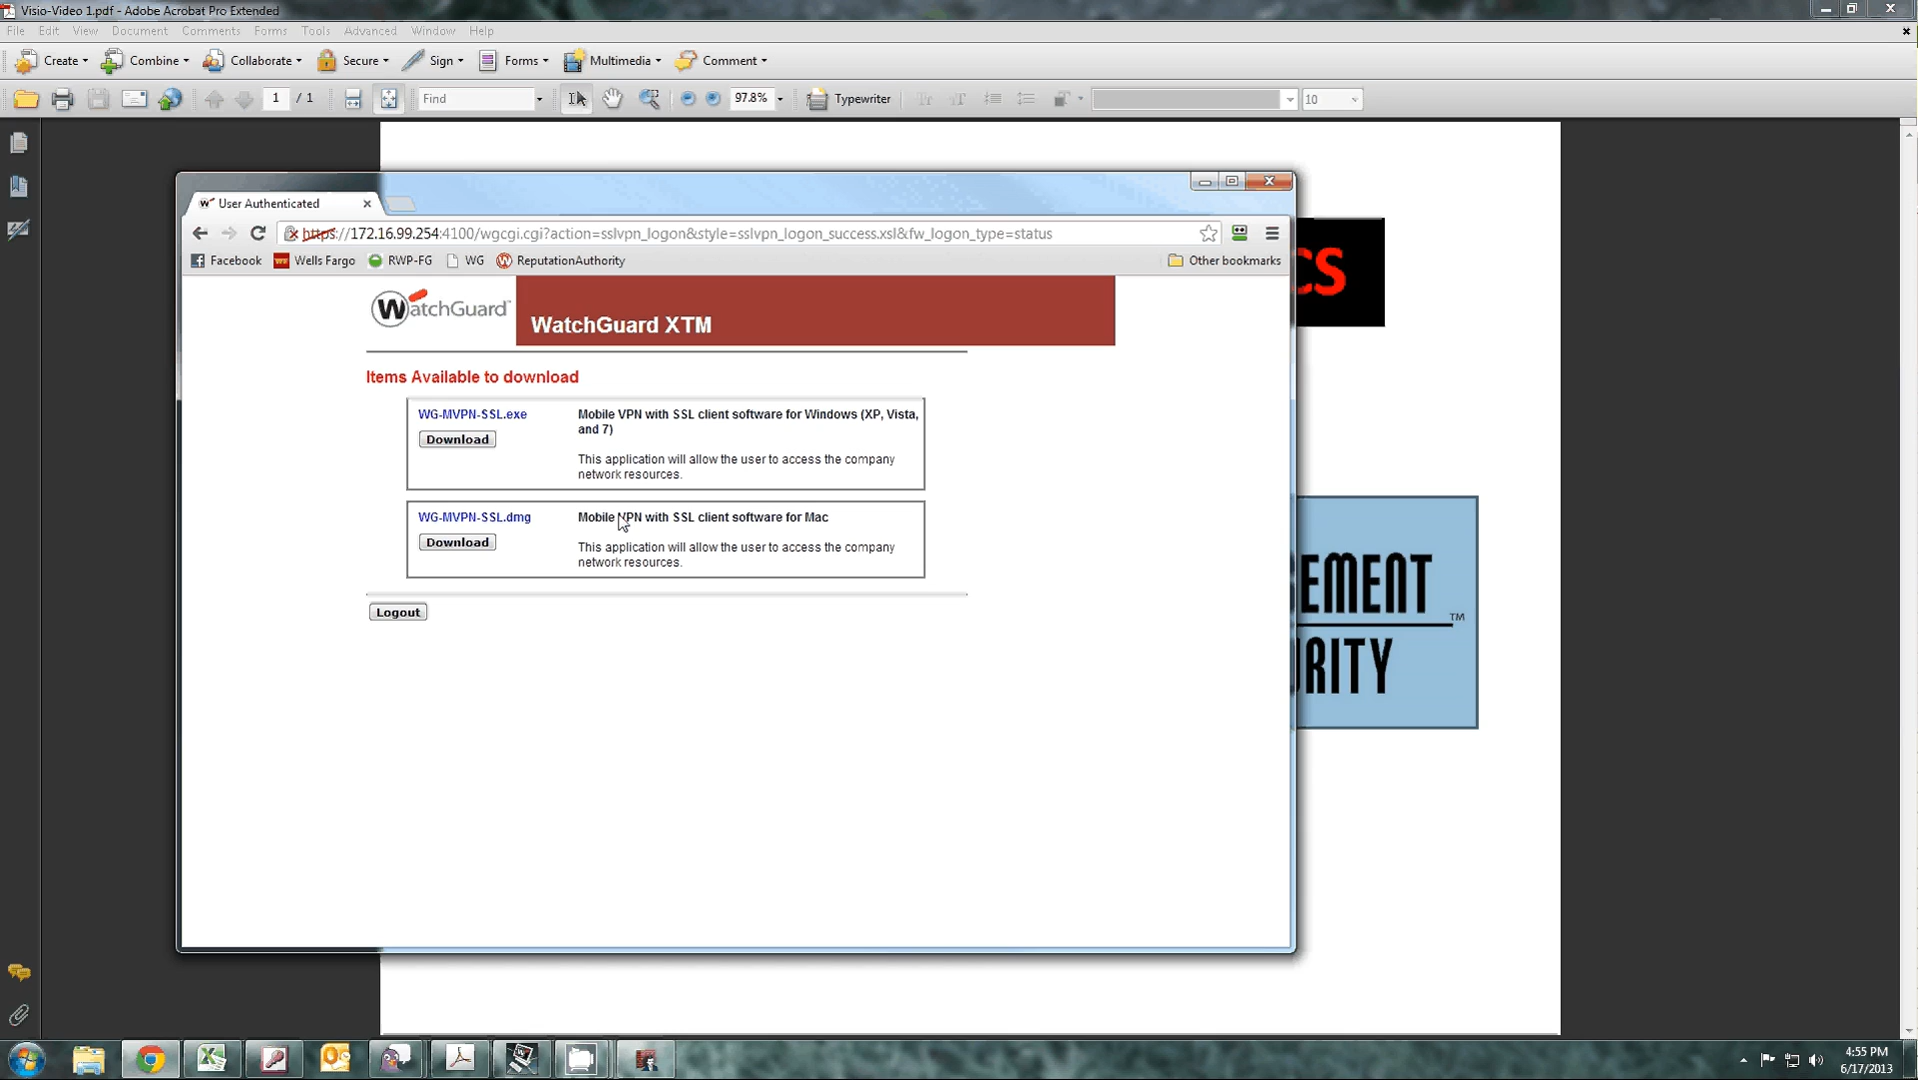 Visio-Video 1.pdf - Adobe Acrobat Pro Extended
File Edit View Document Comments Forms Tools Advanced Window Help
Create Combine Collaborate Secure Sign Forms Multimedia Comment
1 / 1 Find 97.8% Typewriter 10
User Authenticated
https://172.16.99.254:4100/wgcgi.cgi?action=sslvpn_logon&style=sslvpn_logon_success.xsl&fw_logon_type=status
Facebook Wells Fargo RWP-FG WG ReputationAuthority Other bookmarks
WatchGuard
WatchGuard XTM
CS
Items Available to download
WG-MVPN-SSL.exe
Download
Mobile VPN with SSL client software for Windows (XP, Vista,
and 7)
This application will allow the user to access the company
network resources.
WG-MVPN-SSL.dmg
Download
Mobile VPN with SSL client software for Mac
This application will allow the user to access the company
network resources.
Logout
EMENT
TM
URITY
4:55 PM
6/17/2013